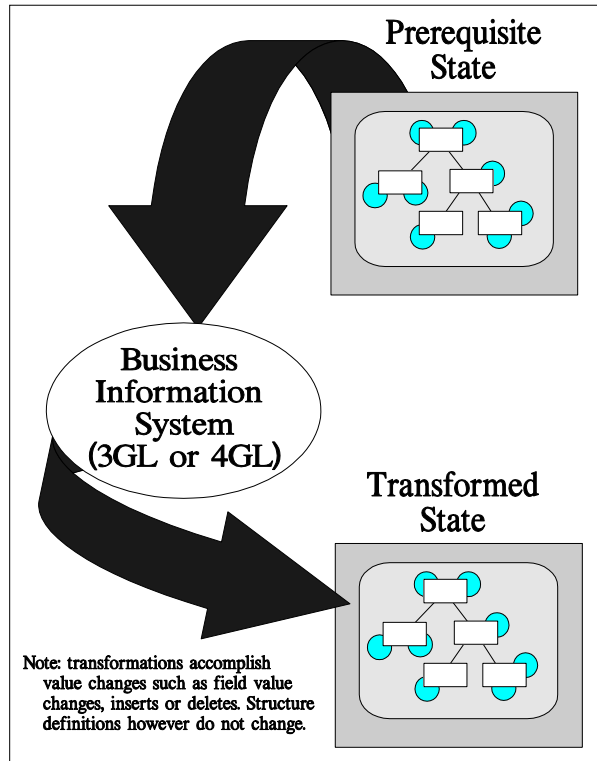 Prerequisite
State
Business
Information
System
(3GL or 4GL)
Transformed
State
Note: transformations accomplish
value changes such as field value
changes, inserts or deletes. Structure
definitions however do not change.